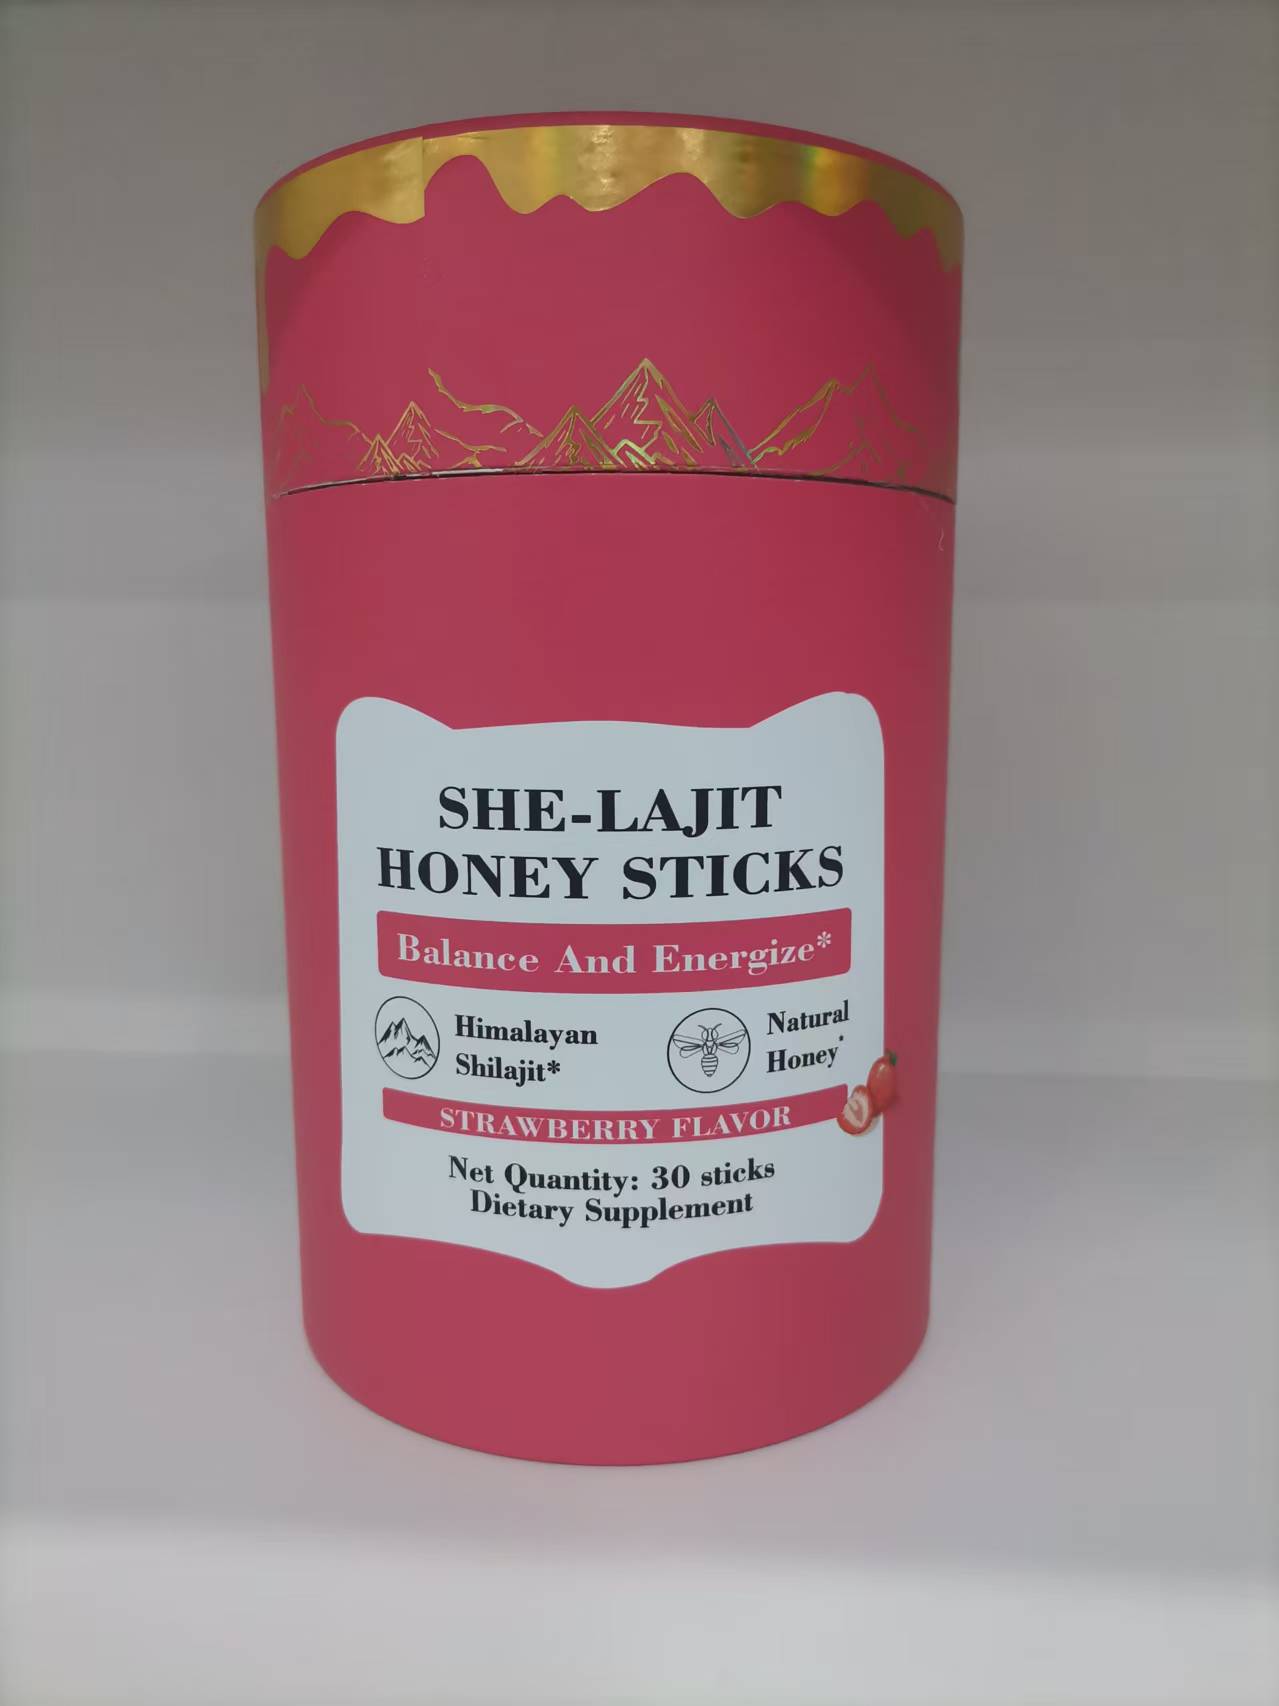 SHE-LAJIT
HONEY STICKS
Balance And Energize*
Himalayan
Shilajit*
Natural
Honey*
STRAWBERRY FLAVOR
Net Quantity: 30 sticks
Dietary Supplement